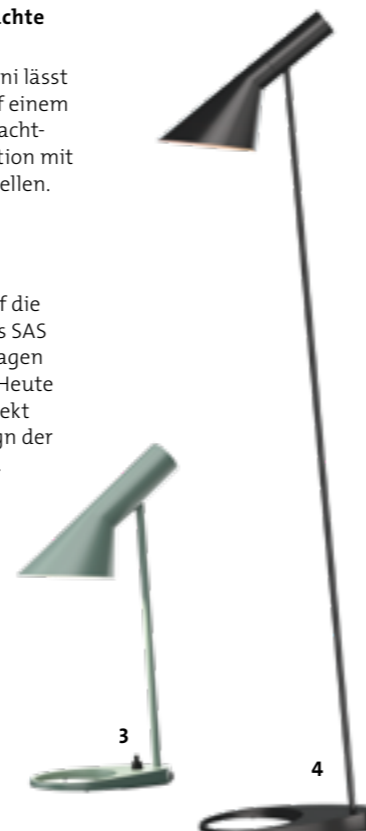 chte
ni lässt
f einem
acht-
tion mit
ellen.
f die
s SAS
agen
Heute
ekt
gn der
3
4